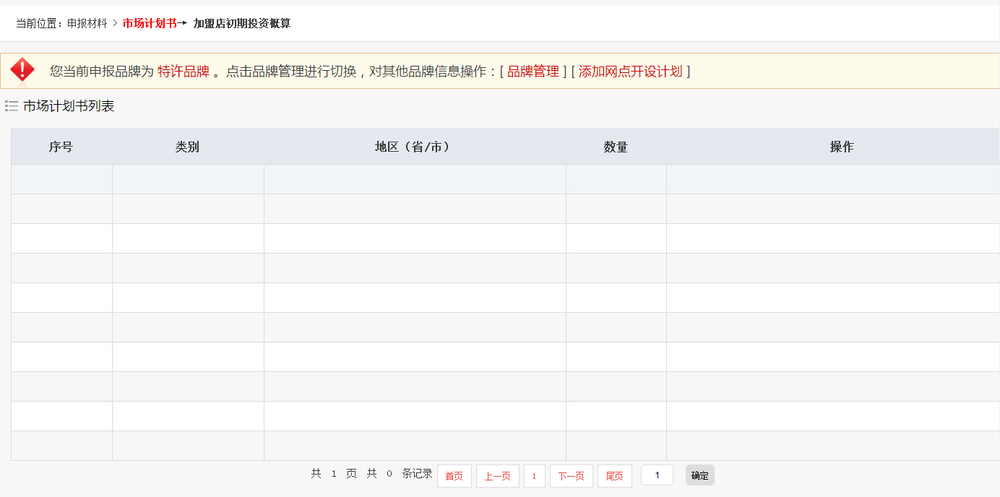 当前位置：申报材料 > 市场计划书→ 加盟店初期投资概算
您当前申报品牌为 特许品牌 。点击品牌管理进行切换，对其他品牌信息操作：[ 品牌管理 ] [ 添加网点开设计划 ]
市场计划书列表
序号 类别 地区（省/市） 数量 操作
共 1 页 共 0 条记录 首页 上一页 1 下一页 尾页 1 确定